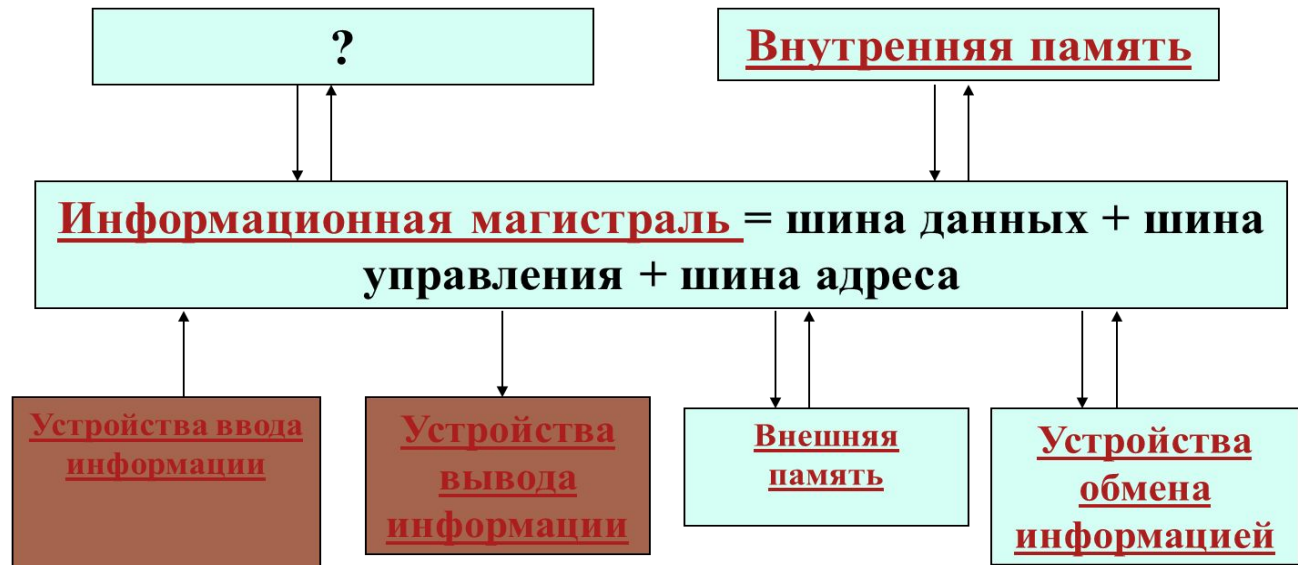 ?
Внутренняя память
Информационная магистраль = шина данных + шина
управления + шина адреса
Устройства ввода
информации
Устройства
вывода
информации
Внешняя
память
Устройства
обмена
информацией